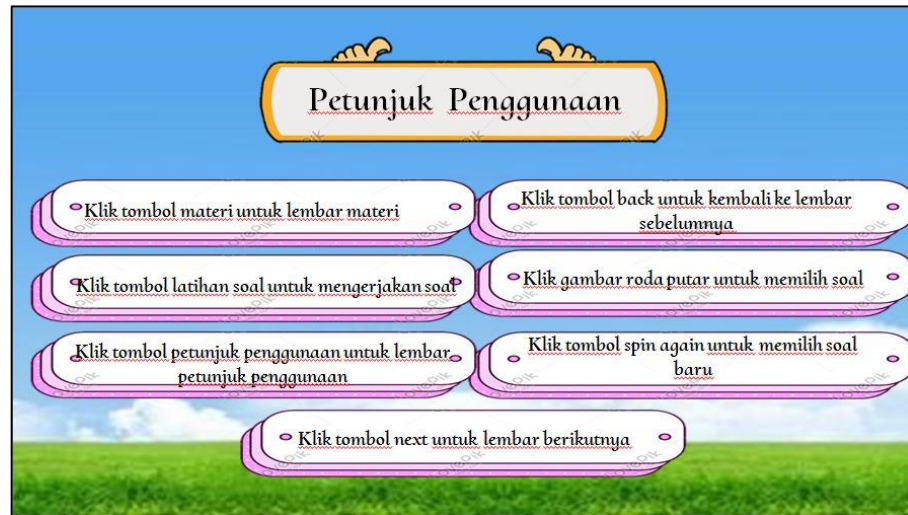 Petunjuk Penggunaan
Klik tombol materi untuk lembar materi
Klik tombol latihan soal untuk mengerjakan soal
Klik tombol petunjuk penggunaan untuk lembar
petunjuk penggunaan
Klik tombol back untuk kembali ke lembar
sebelumnya
Klik gambar roda putar untuk memilih soal
Klik tombol spin again untuk memilih soal
baru
Klik tombol next untuk lembar berikutnya